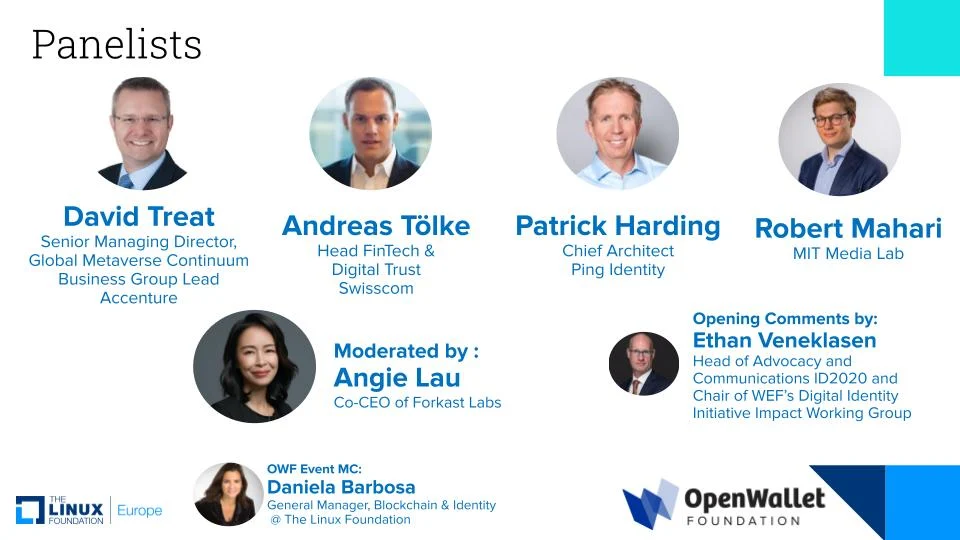 Panelists
David Treat
Senior Managing Director,
Global Metaverse Continuum
Business Group Lead
Accenture
Andreas Tölke
Head FinTech &
Digital Trust
Swisscom
Patrick Harding
Chief Architect
Ping Identity
Robert Mahari
MIT Media Lab
Moderated by :
Angie Lau
Co-CEO of Forkast Labs
Opening Comments by:
Ethan Veneklasen
Head of Advocacy and
Communications ID2020 and
Chair of WEF's Digital Identity
Initiative Impact Working Group
OWF Event MC:
Daniela Barbosa
General Manager, Blockchain & Identity
@ The Linux Foundation
THE
LINUX
FOUNDATION
Europe
OpenWallet
FOUNDATION